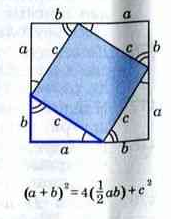 b a
a c c b
b c c a
a b
(a + b)² = 4(½ab) + c²